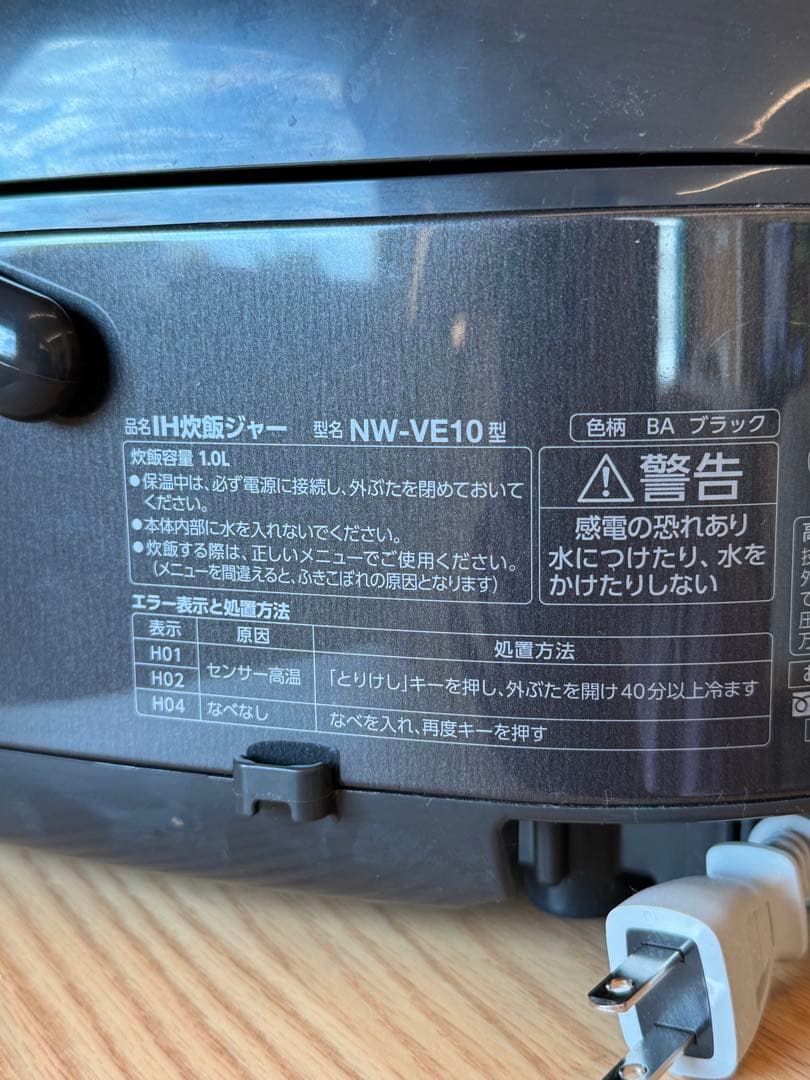 品名IH炊飯ジャー 型名 NW-VE10型
色柄 BA ブラック
炊飯容量 1.0L
●保温中は、必ず電源に接続し、外ぶたを閉めておいて
ください。
●本体内部に水を入れないでください。
●炊飯する際は、正しいメニューでご使用ください。
(メニューを間違えると、ふきこぼれの原因となります)
警告
感電の恐れあり
水につけたり、水を
かけたりしない
エラー表示と処置方法
表示 原因 処置方法
H01
H02 センサー高温 「とりけし」キーを押し、外ぶたを開け40分以上冷ます
H04 なべなし なべを入れ、再度キーを押す